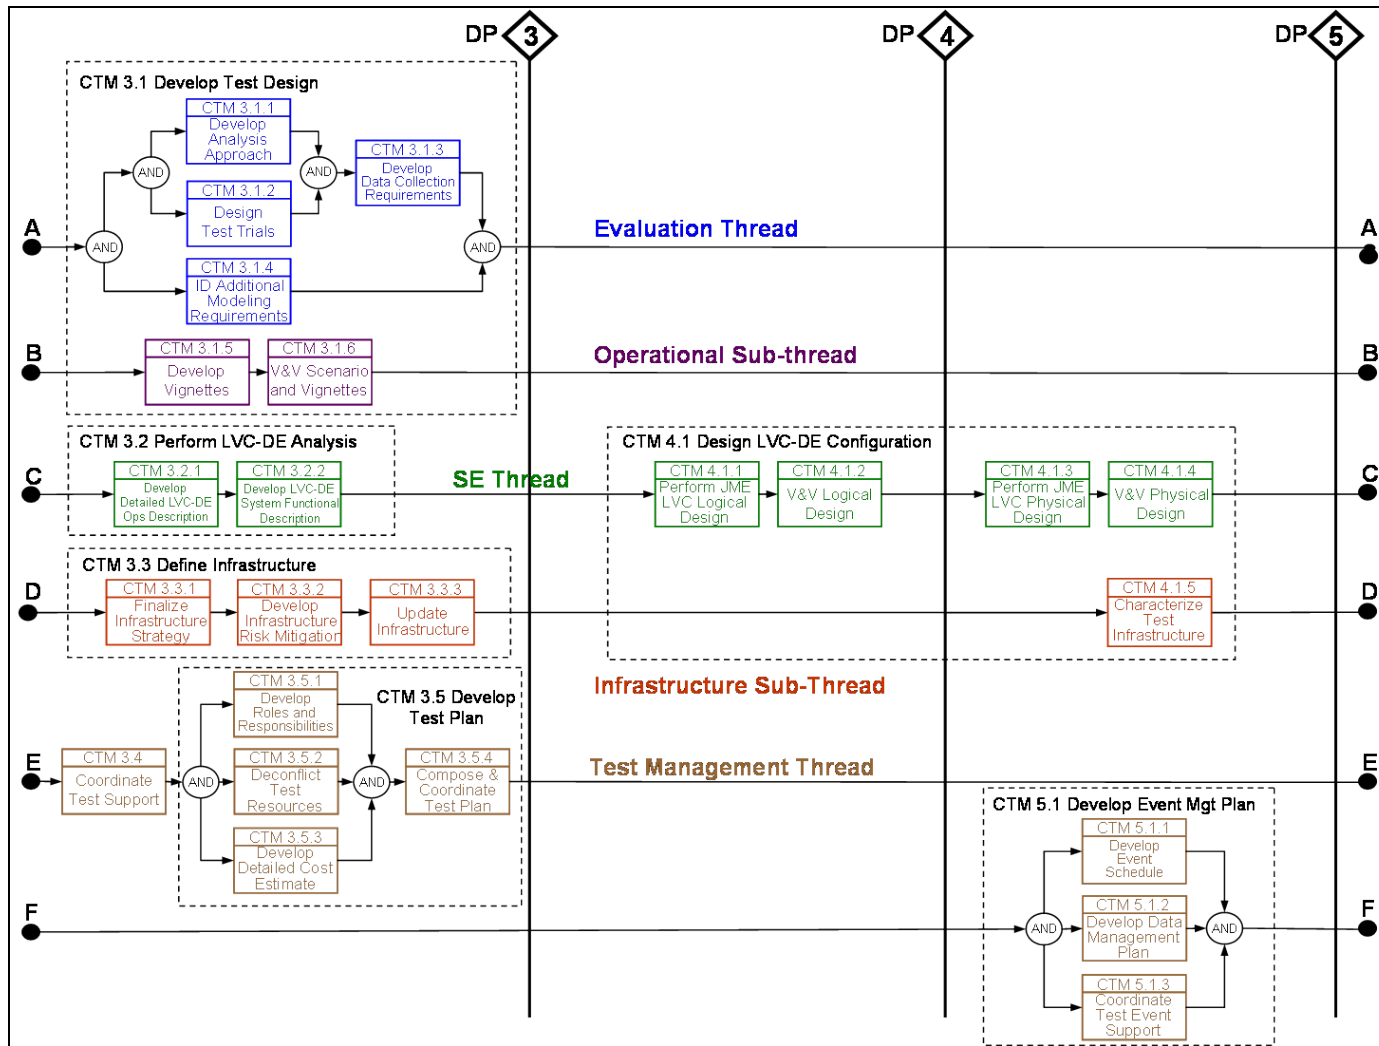 DP 3
DP 4
DP 5
CTM 3.1 Develop Test Design
CTM 3.1.1
Develop
Analysis
Approach
AND
AND
CTM 3.1.2
Design
Test Trials
CTM 3.1.3
Develop
Data Collection
Requirements
A
AND
AND
Evaluation Thread
A
CTM 3.1.4
ID Additional
Modeling
Requirements
B
CTM 3.1.5
Develop
Vignettes
CTM 3.1.6
V&V Scenario
and Vignettes
Operational Sub-thread
B
CTM 3.2 Perform LVC-DE Analysis
C
CTM 3.2.1
Develop
Detailed LVC-DE
Ops Description
CTM 3.2.2
Develop LVC-DE
System Functional
Description
SE Thread
CTM 4.1 Design LVC-DE Configuration
CTM 4.1.1
Perform JME
LVC Logical
Design
CTM 4.1.2
V&V Logical
Design
CTM 4.1.3
Perform JME
LVC Physical
Design
CTM 4.1.4
V&V Physical
Design
C
CTM 3.3 Define Infrastructure
D
CTM 3.3.1
Finalize
Infrastructure
Strategy
CTM 3.3.2
Develop
Infrastructure
Risk Mitigation
CTM 3.3.3
Update
Infrastructure
CTM 4.1.5
Characterize
Test
Infrastructure
D
Infrastructure Sub-Thread
CTM 3.5 Develop
Test Plan
CTM 3.5.1
Develop
Roles and
Responsibilities
E
CTM 3.4
Coordinate
Test Support
AND
CTM 3.5.2
Deconflict
Test
Resources
AND
CTM 3.5.4
Compose &
Coordinate
Test Plan
Test Management Thread
E
CTM 3.5.3
Develop
Detailed Cost
Estimate
CTM 5.1 Develop Event Mgt Plan
CTM 5.1.1
Develop
Event
Schedule
F
AND
CTM 5.1.2
Develop Data
Management
Plan
AND
F
CTM 5.1.3
Coordinate
Test Event
Support